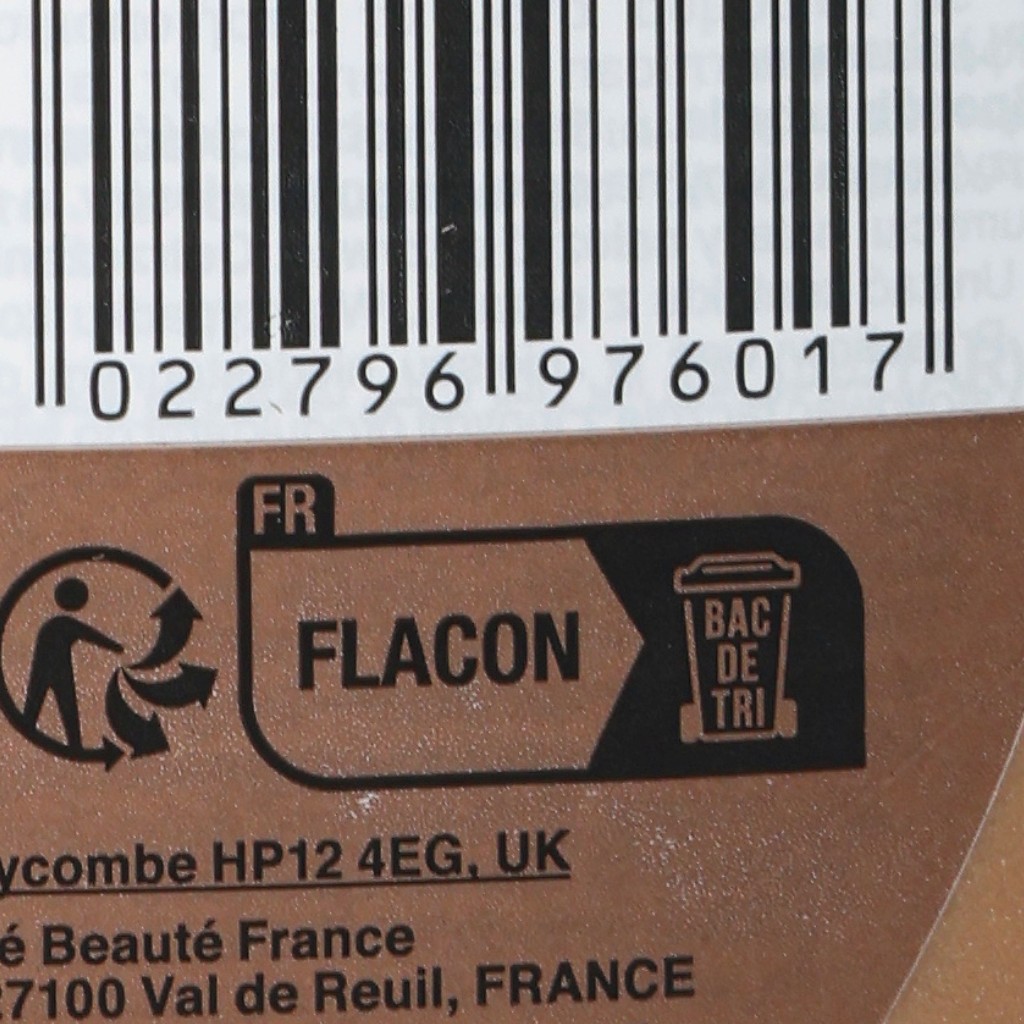 022796 976017
FR
FLACON
BAC
DE
TRI
ycombe HP12 4EG, UK
é Beauté France
27100 Val de Reuil, FRANCE